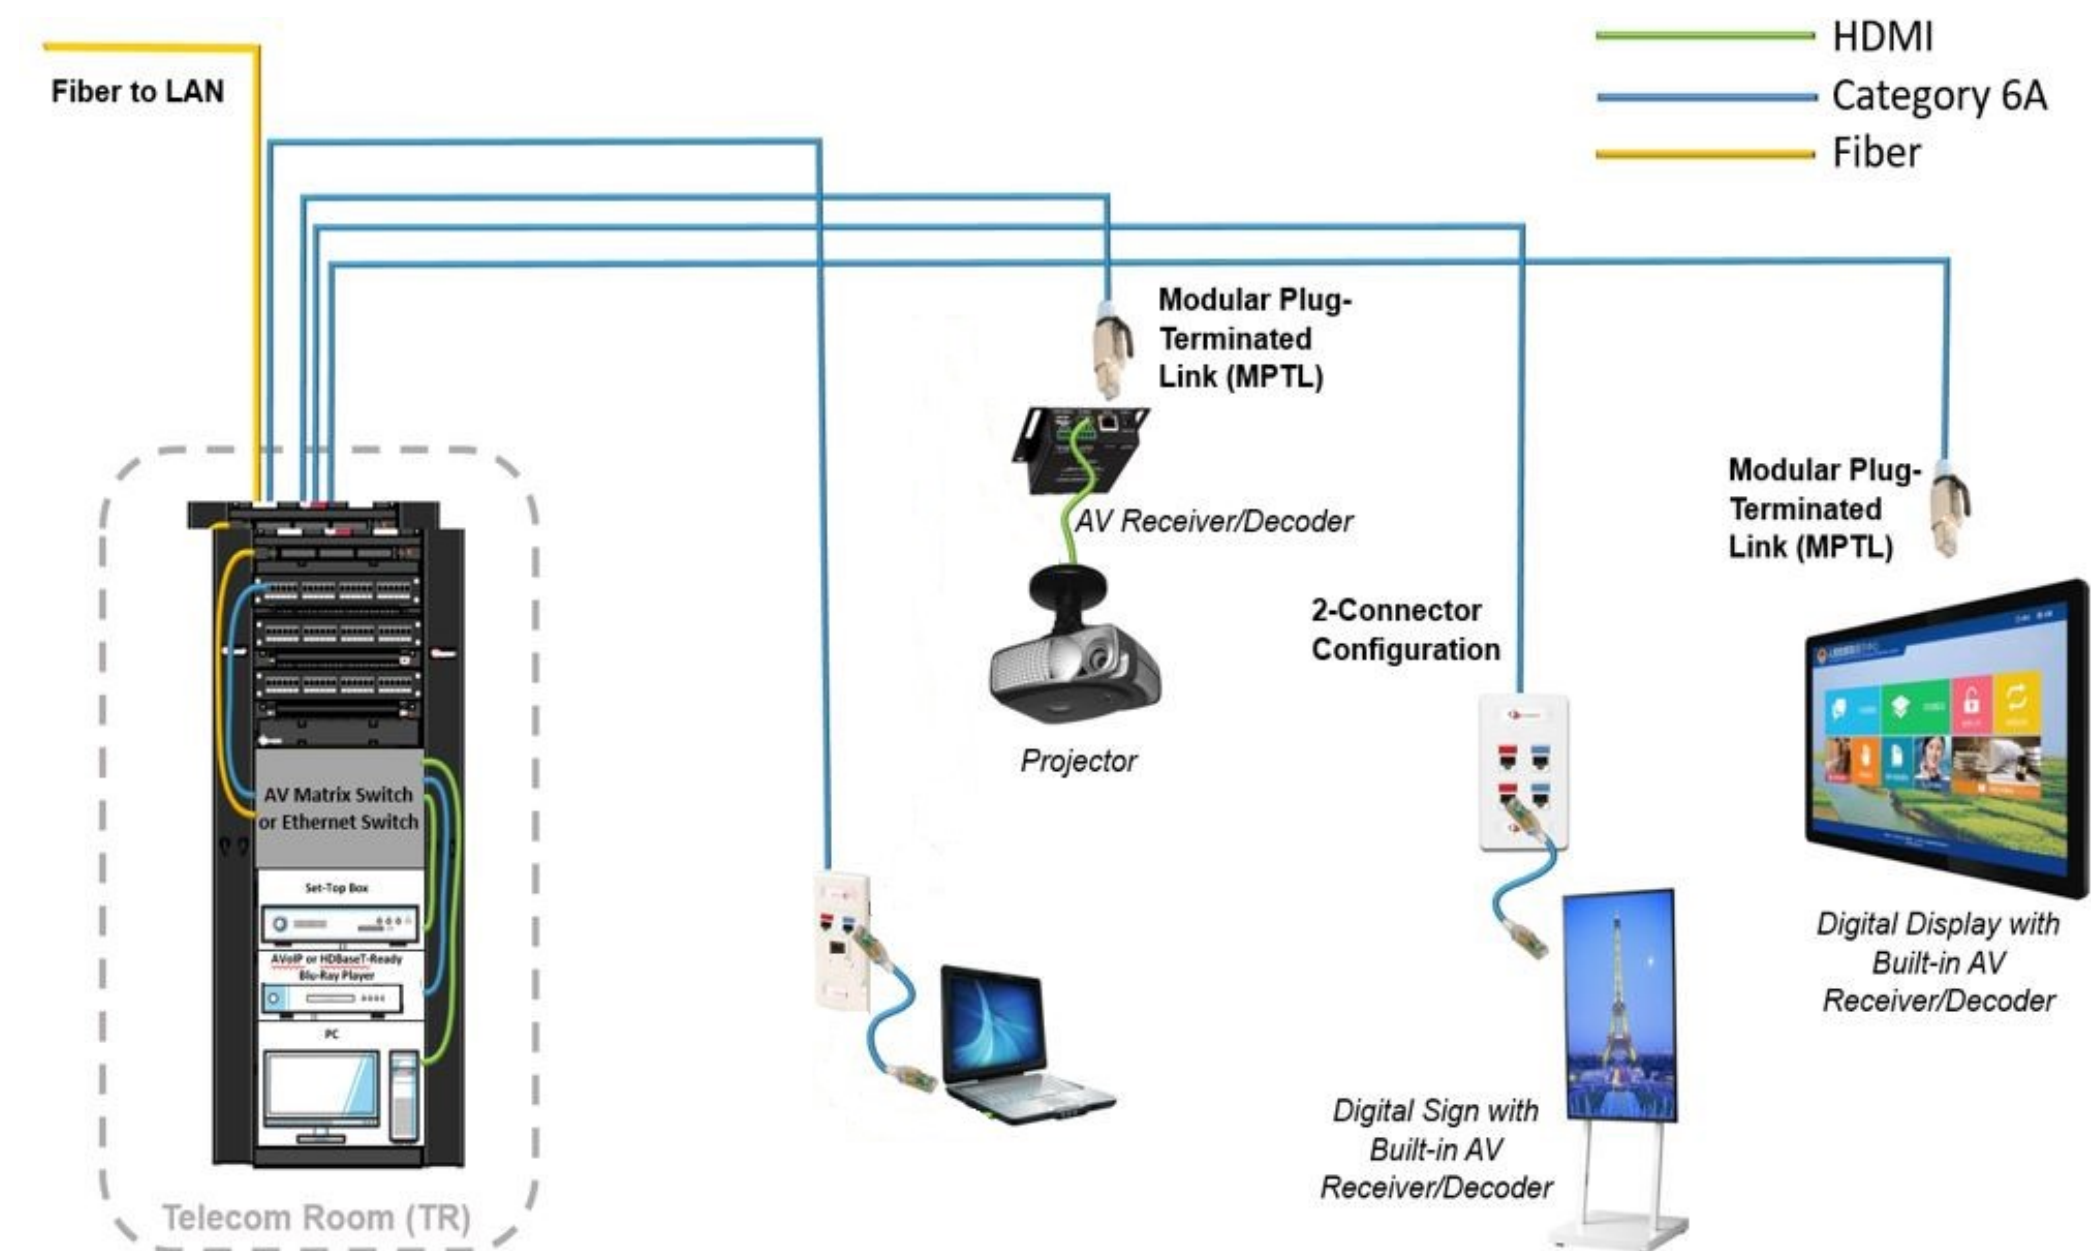 HDMI
Category 6A
Fiber
Fiber to LAN
Modular Plug-
Terminated
Link (MPTL)
AV Receiver/Decoder
Projector
Modular Plug-
Terminated
Link (MPTL)
2-Connector
Configuration
AV Matrix Switch
or Ethernet Switch
Set-Top Box
AVoIP or HDBaseT-Ready
Blu-Ray Player
PC
Digital Display with
Built-in AV
Receiver/Decoder
Digital Sign with
Built-in AV
Receiver/Decoder
Telecom Room (TR)